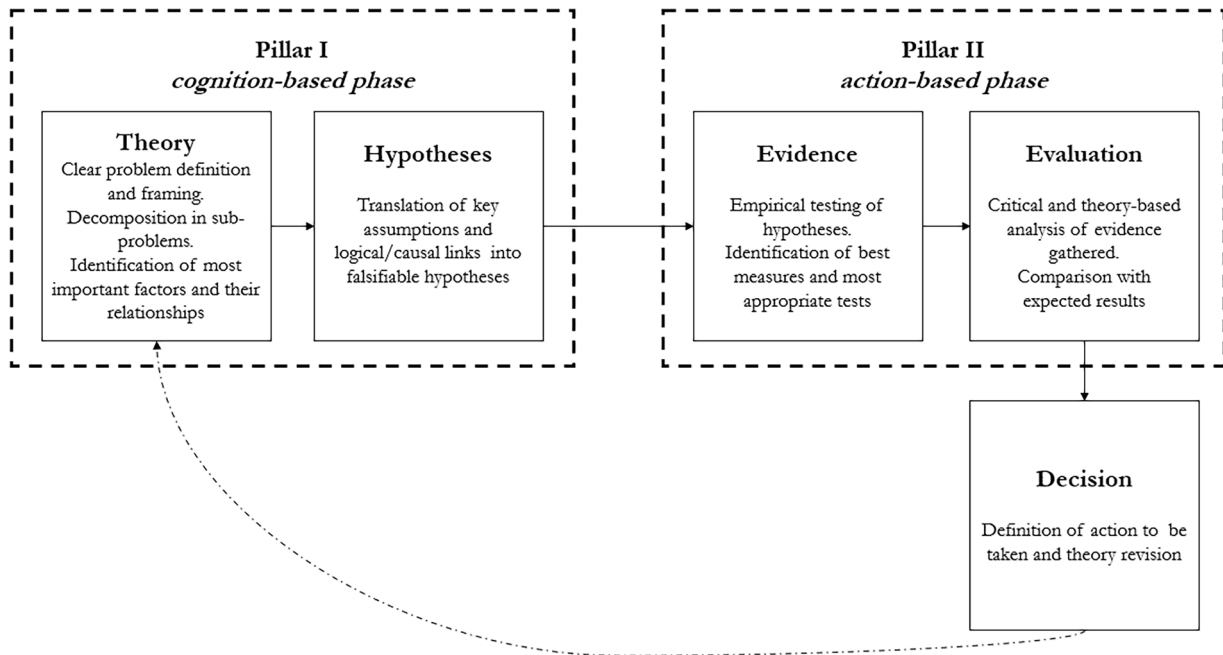 Pillar I
cognition-based phase
Theory
Clear problem definition
and framing.
Decomposition in sub-
problems.
Identification of most
important factors and their
relationships
Hypotheses
Translation of key
assumptions and
logical/causal links into
falsifiable hypotheses
Pillar II
action-based phase
Evidence
Empirical testing of
hypotheses.
Identification of best
measures and most
appropriate tests
Evaluation
Critical and theory-based
analysis of evidence
gathered.
Comparison with
expected results
Decision
Definition of action to be
taken and theory revision